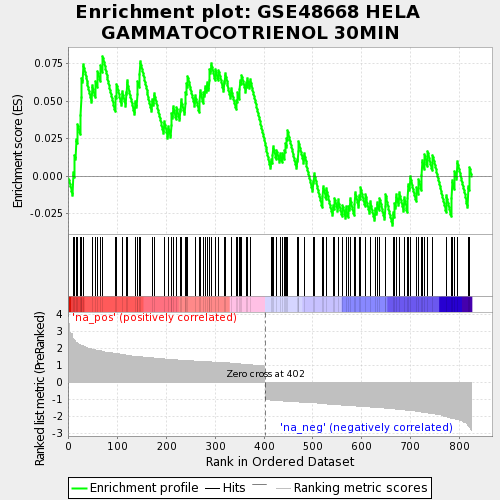 Enrichment plot: GSE48668 HELA
GAMMATOCOTRIENOL 30MIN
Enrichment score (ES)
0.075
0.050
0.025
0.000
-0.025
'na_pos' (positively correlated)
Ranked list metric (PreRanked)
4
3
2
1
0
-1
-2
-3
Zero cross at 402
'na_neg' (negatively correlated)
0
100
200
300
400
500
600
700
800
Rank in Ordered Dataset
Enrichment profile
Hits
Ranking metric scores